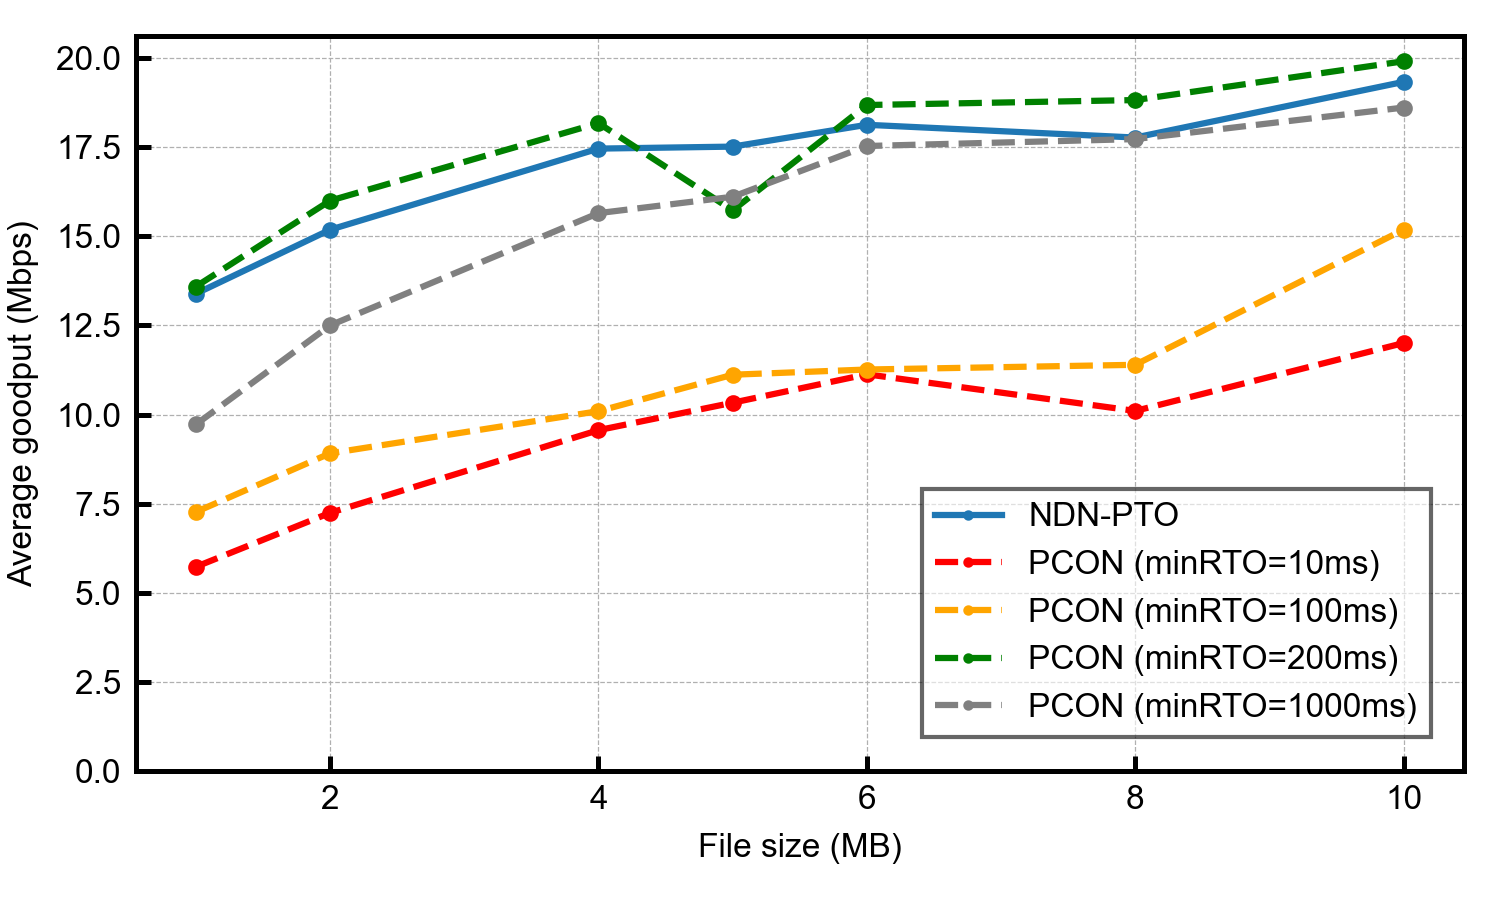 20.0
17.5
15.0
12.5
10.0
7.5
5.0
2.5
0.0
Average goodput (Mbps)
NDN-PTO
PCON (minRTO=10ms)
PCON (minRTO=100ms)
PCON (minRTO=200ms)
PCON (minRTO=1000ms)
2 4 6 8 10
File size (MB)